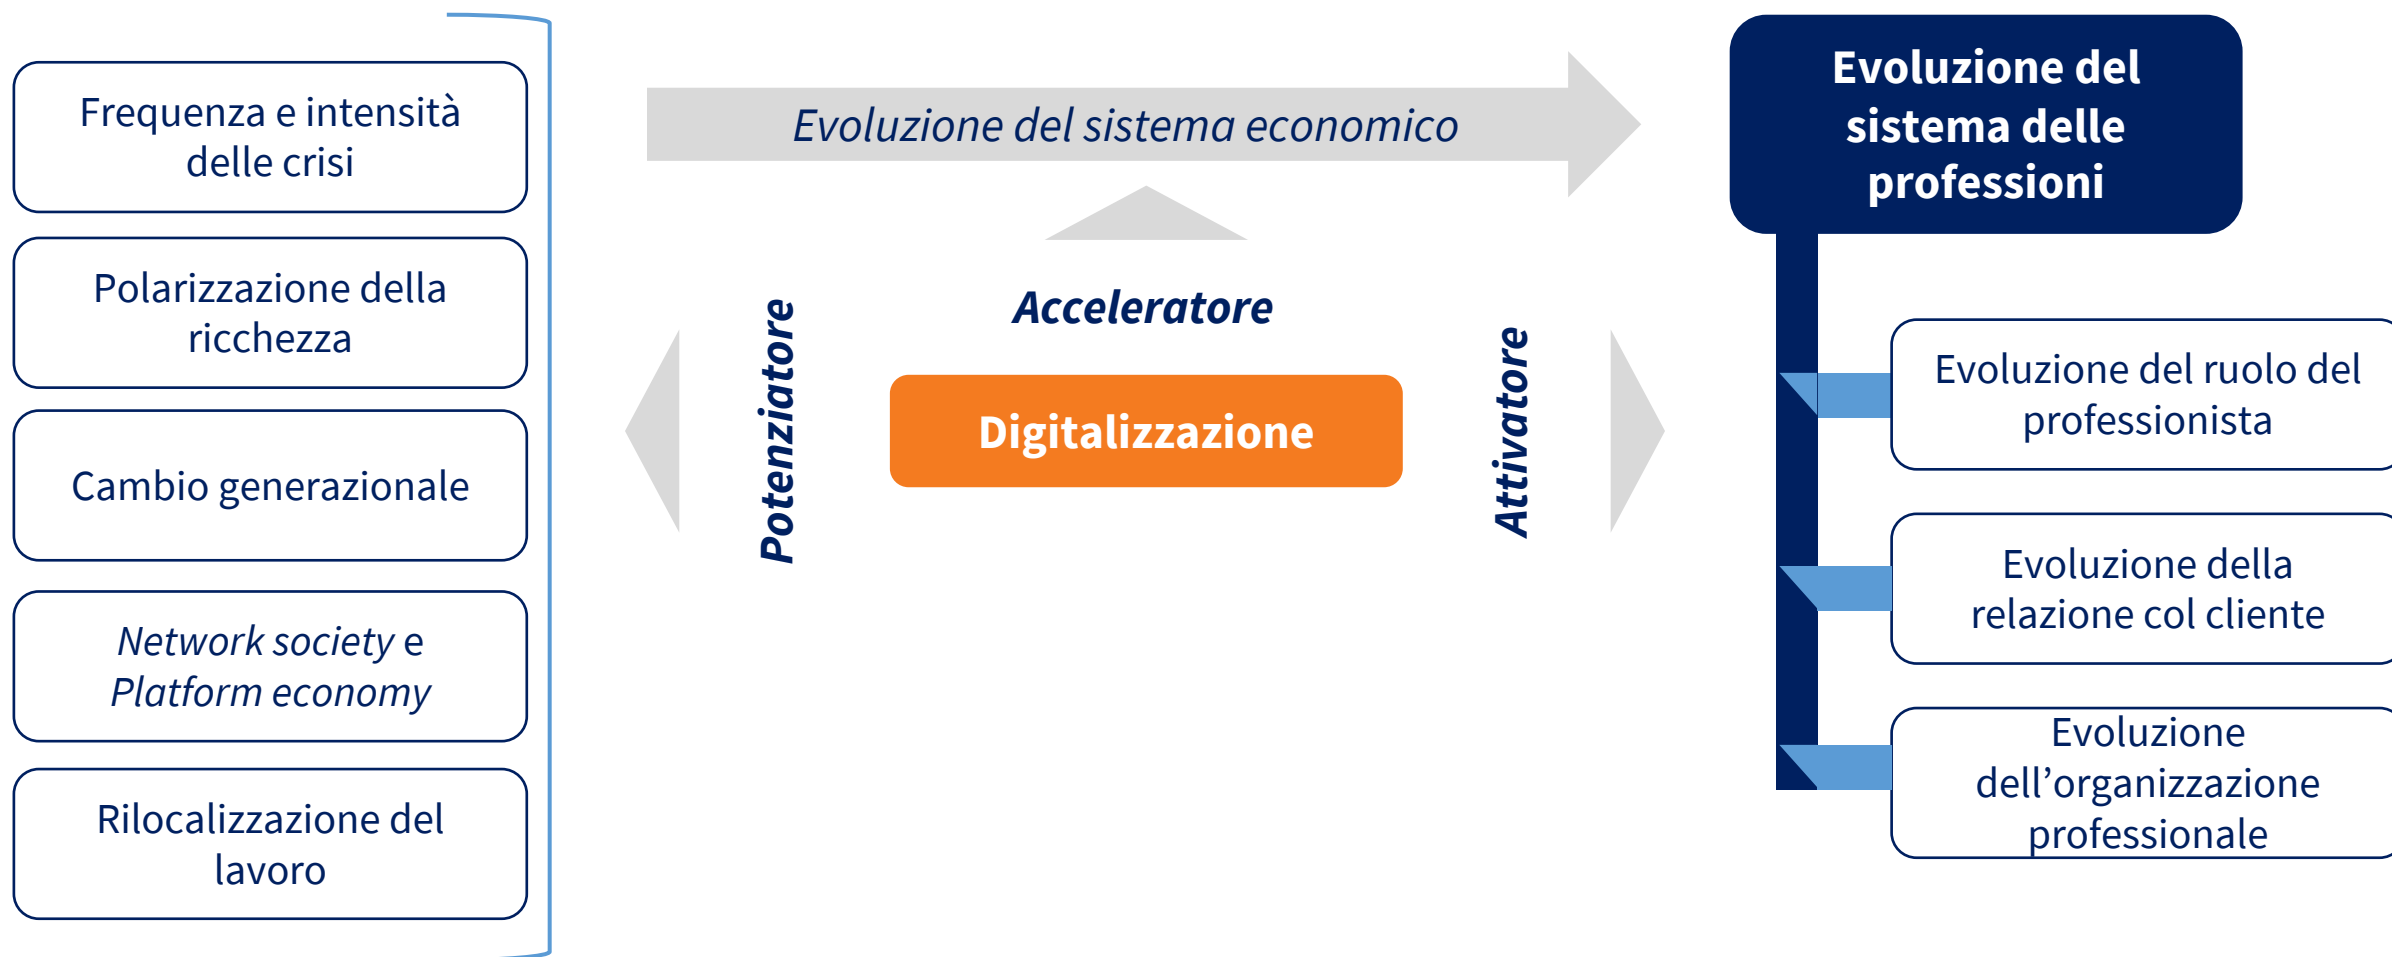 Frequenza e intensità
delle crisi
Polarizzazione della
ricchezza
Cambio generazionale
Network society e
Platform economy
Rilocalizzazione del
lavoro
Evoluzione del sistema economico
Potenziatore
Acceleratore
Digitalizzazione
Attivatore
Evoluzione del
sistema delle
professioni
Evoluzione del ruolo del
professionista
Evoluzione della
relazione col cliente
Evoluzione
dell’organizzazione
professionale